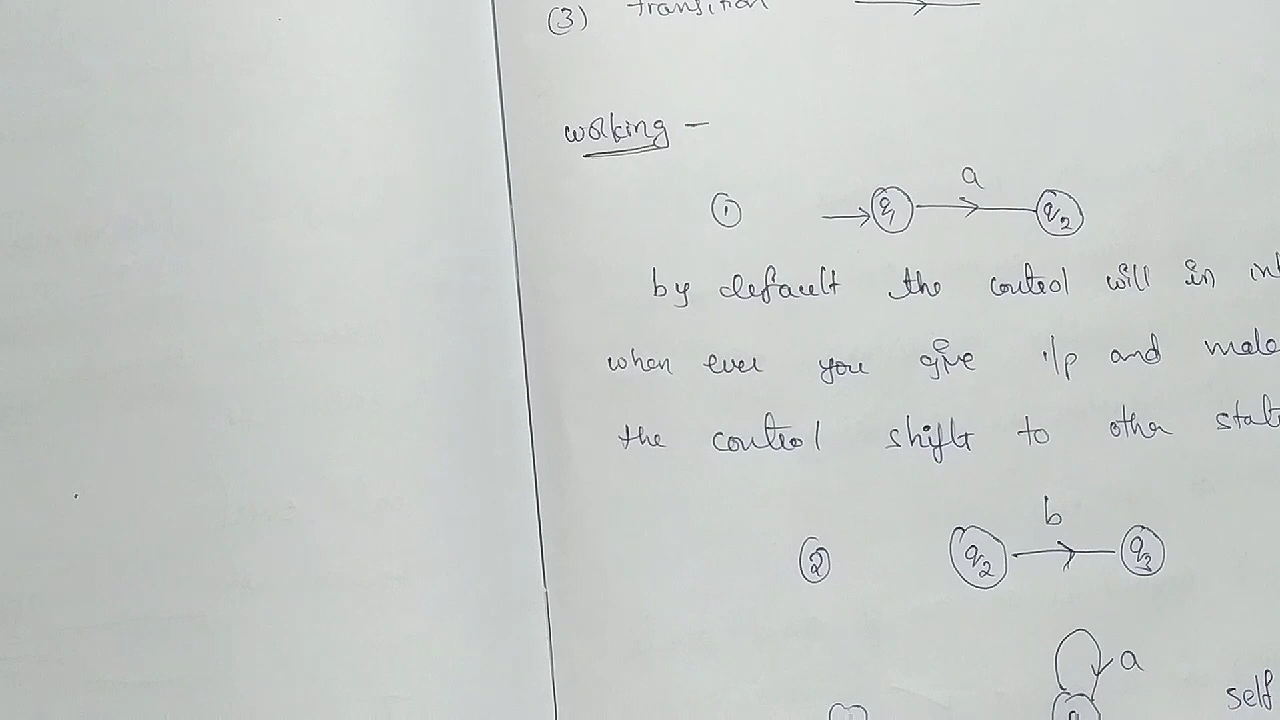 (3) transition
working -
a
① q1 q2
by default the control will in
when ever you give i/p and
the control shift to other
b
② q2 q3
a
self